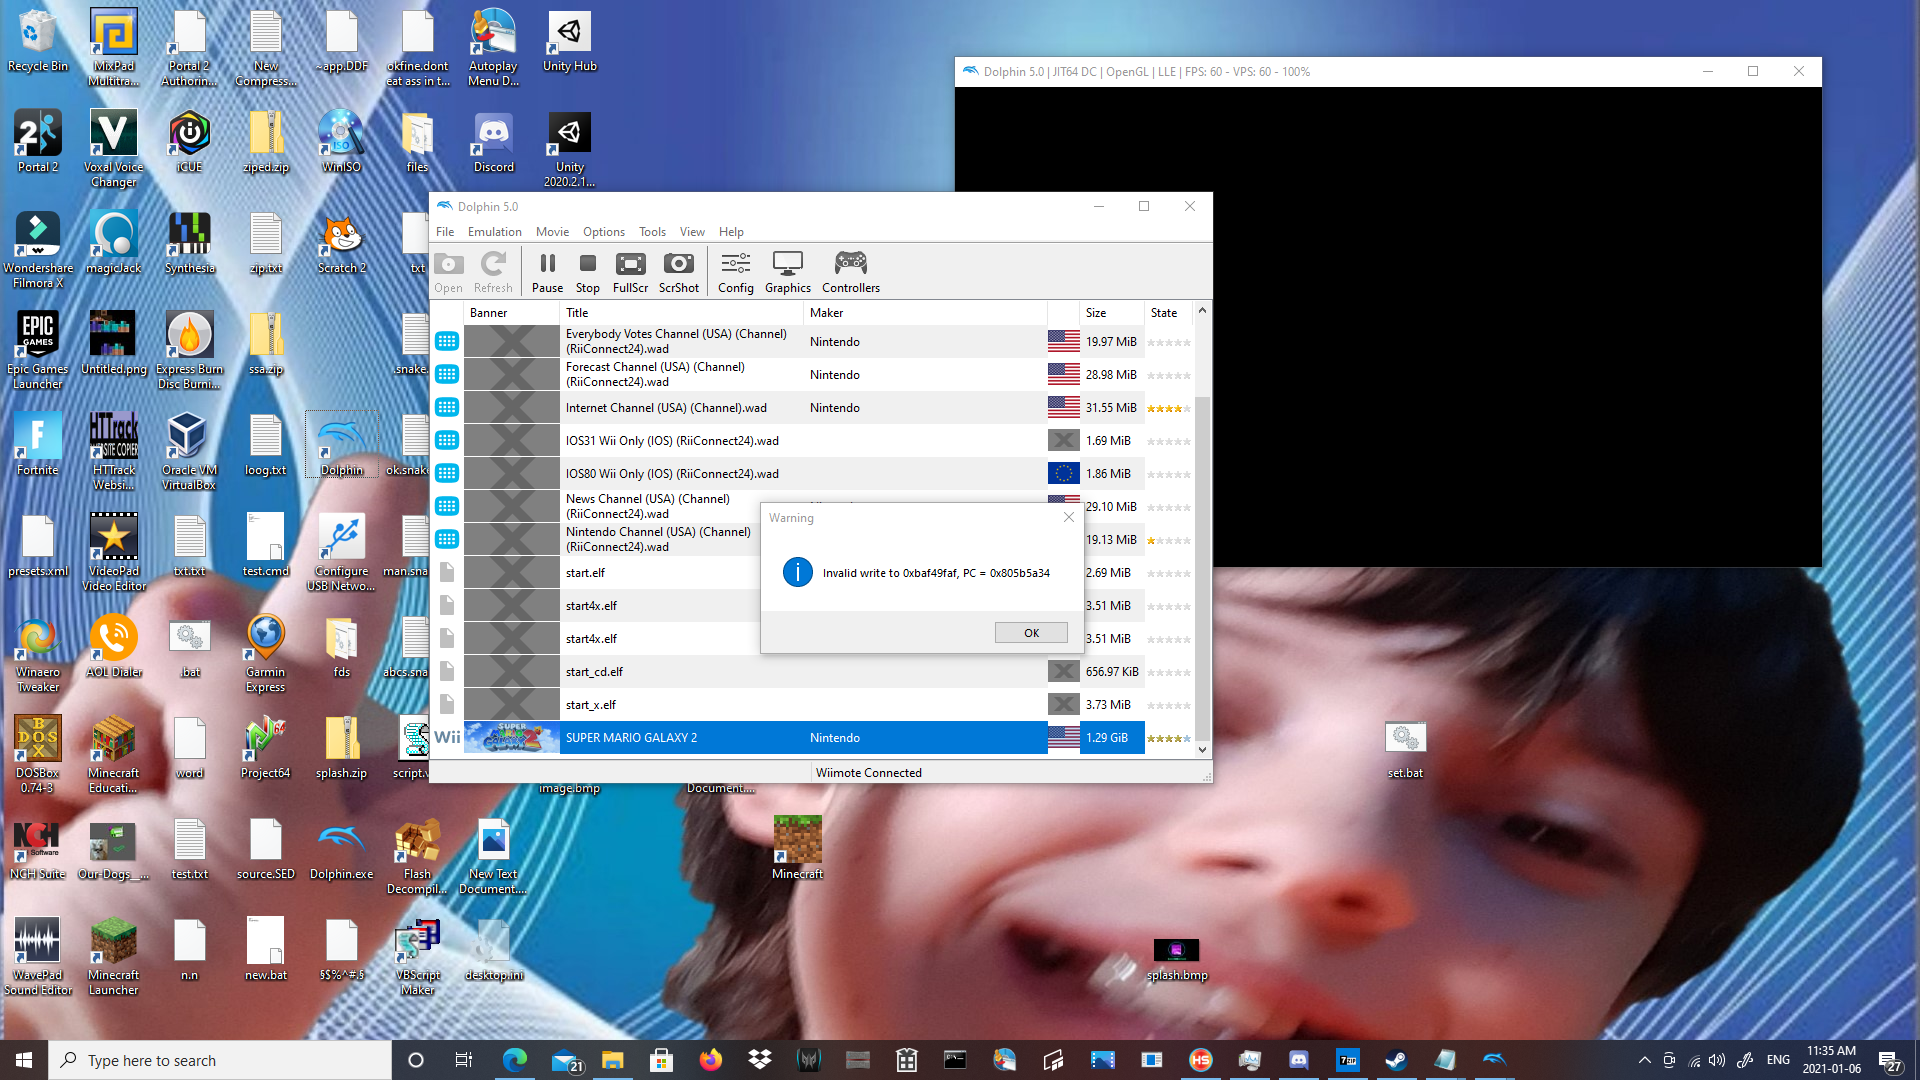 Recycle Bin
MixPad
Multitra...
Portal 2
Authorin...
New
Compress...
~app.DDF
okfine.dont
eat ass in t...
Autoplay
Menu D...
Unity Hub
Portal 2
Voxal Voice
Changer
iCUE
ziped.zip
WinISO
files
Discord
Unity
2020.2.1...
Wondershare
Filmora X
magicJack
Synthesia
zip.txt
Scratch 2
txt
Epic Games
Launcher
Untitled.png
Express Burn
Disc Burni...
ssa.zip
.snake.
Fortnite
HTTrack
Websi...
Oracle VM
VirtualBox
loog.txt
Dolphin
ok.snake
presets.xml
VideoPad
Video Editor
txt.txt
test.cmd
Configure
USB Netwo...
man.sna
Winaero
Tweaker
AOL Dialer
.bat
Garmin
Express
fds
abcs.sna
DOSBox
0.74-3
Minecraft
Educati...
word
Project64
splash.zip
script.v
image.bmp
Document....
NCH Suite
Our-Dogs__...
test.txt
source.SED
Dolphin.exe
Flash
Decompil...
New Text
Document....
Minecraft
WavePad
Sound Editor
Minecraft
Launcher
n.n
new.bat
§$%^#.§
VBScript
Maker
desktop.ini
splash.bmp
set.bat
Dolphin 5.0 | JIT64 DC | OpenGL | LLE | FPS: 60 - VPS: 60 - 100%
Dolphin 5.0
File Emulation Movie Options Tools View Help
Open Refresh Pause Stop FullScr ScrShot Config Graphics Controllers
Banner Title Maker Size State
Everybody Votes Channel (USA) (Channel)
(RiiConnect24).wad Nintendo 19.97 MiB
Forecast Channel (USA) (Channel)
(RiiConnect24).wad Nintendo 28.98 MiB
Internet Channel (USA) (Channel).wad Nintendo 31.55 MiB
IOS31 Wii Only (IOS) (RiiConnect24).wad 1.69 MiB
IOS80 Wii Only (IOS) (RiiConnect24).wad 1.86 MiB
News Channel (USA) (Channel)
(RiiConnect24).wad 29.10 MiB
Nintendo Channel (USA) (Channel)
(RiiConnect24).wad 19.13 MiB
start.elf 2.69 MiB
start4x.elf 3.51 MiB
start4x.elf 3.51 MiB
start_cd.elf 656.97 KiB
start_x.elf 3.73 MiB
Wii SUPER MARIO GALAXY 2 SUPER MARIO GALAXY 2 Nintendo 1.29 GiB
Wiimote Connected
Warning
Invalid write to 0xbaf49faf, PC = 0x805b5a34
OK
Type here to search
21
ENG
11:35 AM
2021-01-06
27